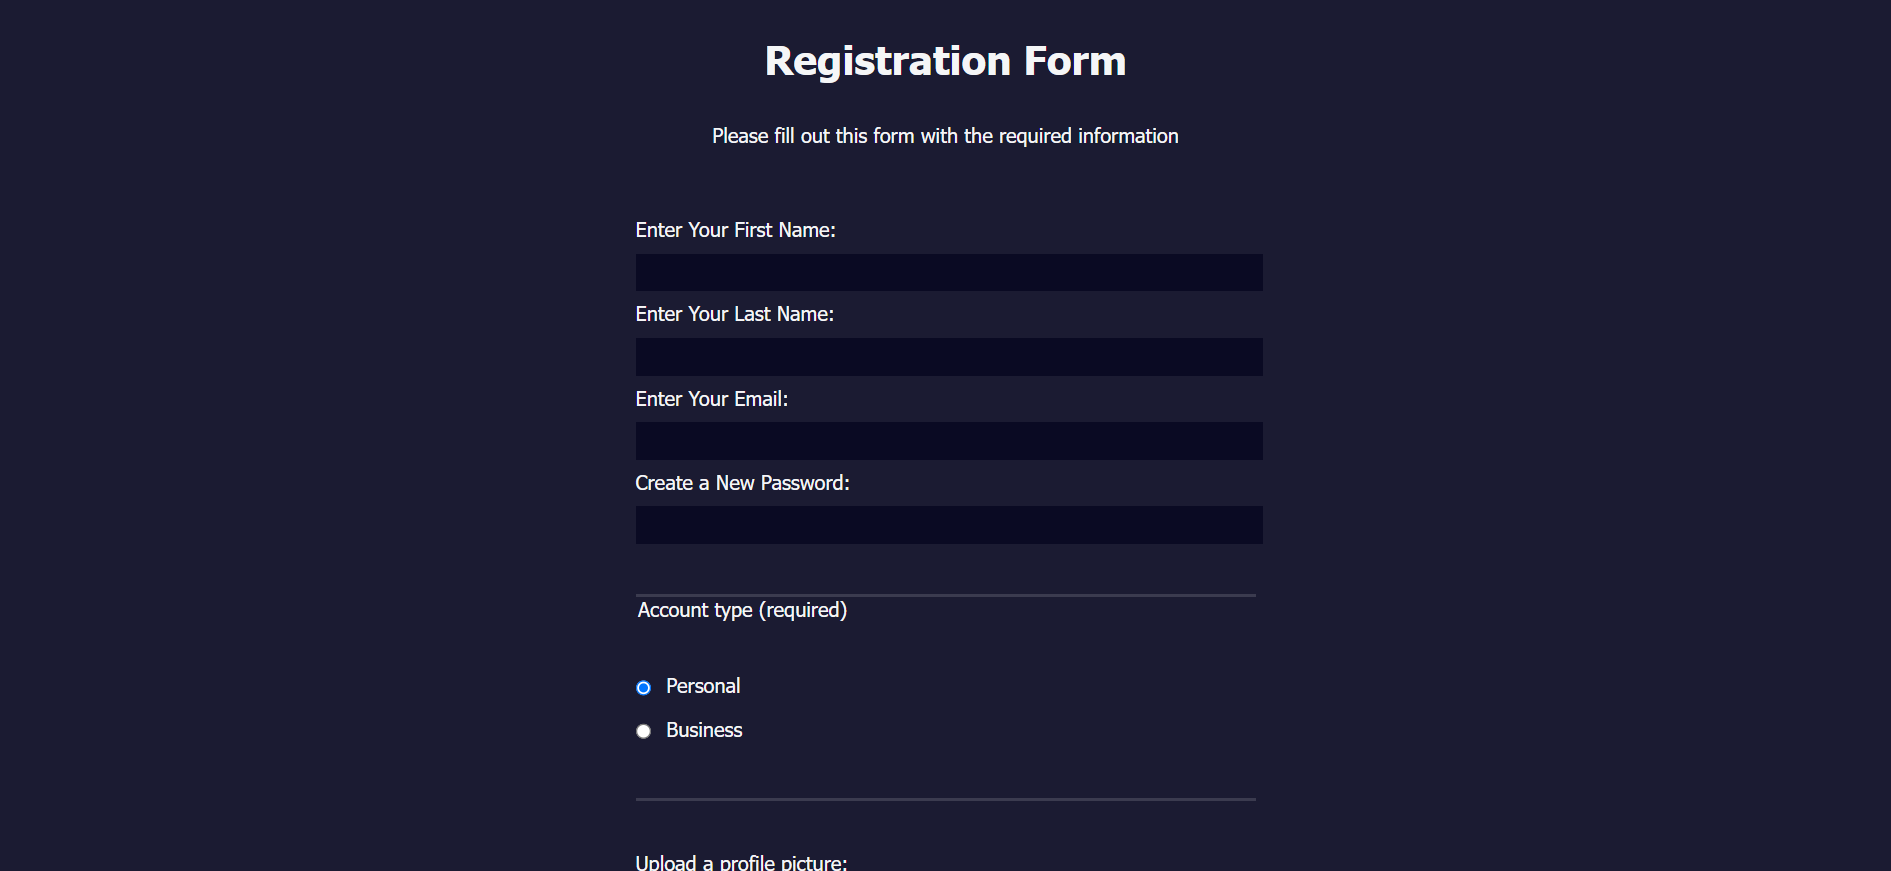 Registration Form
Please fill out this form with the required information
Enter Your First Name:
Enter Your Last Name:
Enter Your Email:
Create a New Password:
Account type (required)
Personal
Business
Upload a profile picture: